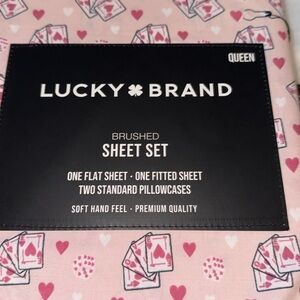 QUEEN
LUCKY BRAND
BRUSHED
SHEET SET
ONE FLAT SHEET · ONE FITTED SHEET
TWO STANDARD PILLOWCASES
SOFT HAND FEEL · PREMIUM QUALITY